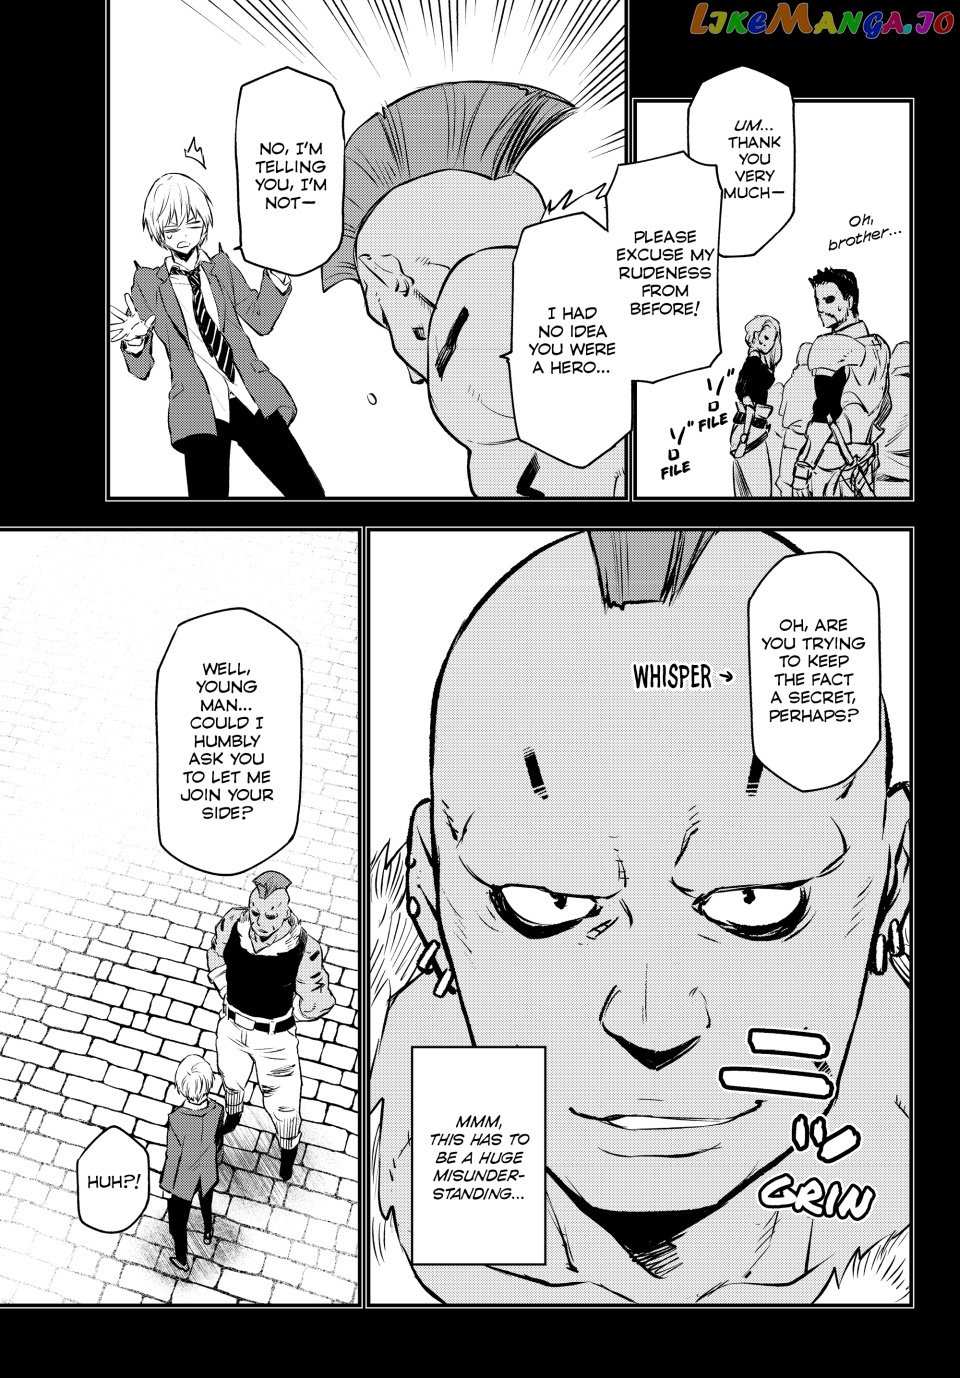 LIKEMANGA.IO
UM...
THANK
YOU
VERY
MUCH—
Oh,
brother...
PLEASE
EXCUSE MY
RUDENESS
FROM
BEFORE!
I HAD
NO IDEA
YOU WERE
A HERO...
FILE
FILE
NO, I'M
TELLING
YOU, I'M
NOT—
OH, ARE
YOU TRYING
TO KEEP
THE FACT
A SECRET,
PERHAPS?
WHISPER →
GRIN
MMM,
THIS HAS TO
BE A HUGE
MISUNDER-
STANDING...
WELL,
YOUNG
MAN...
COULD I
HUMBLY
ASK YOU
TO LET ME
JOIN YOUR
SIDE?
HUH?!